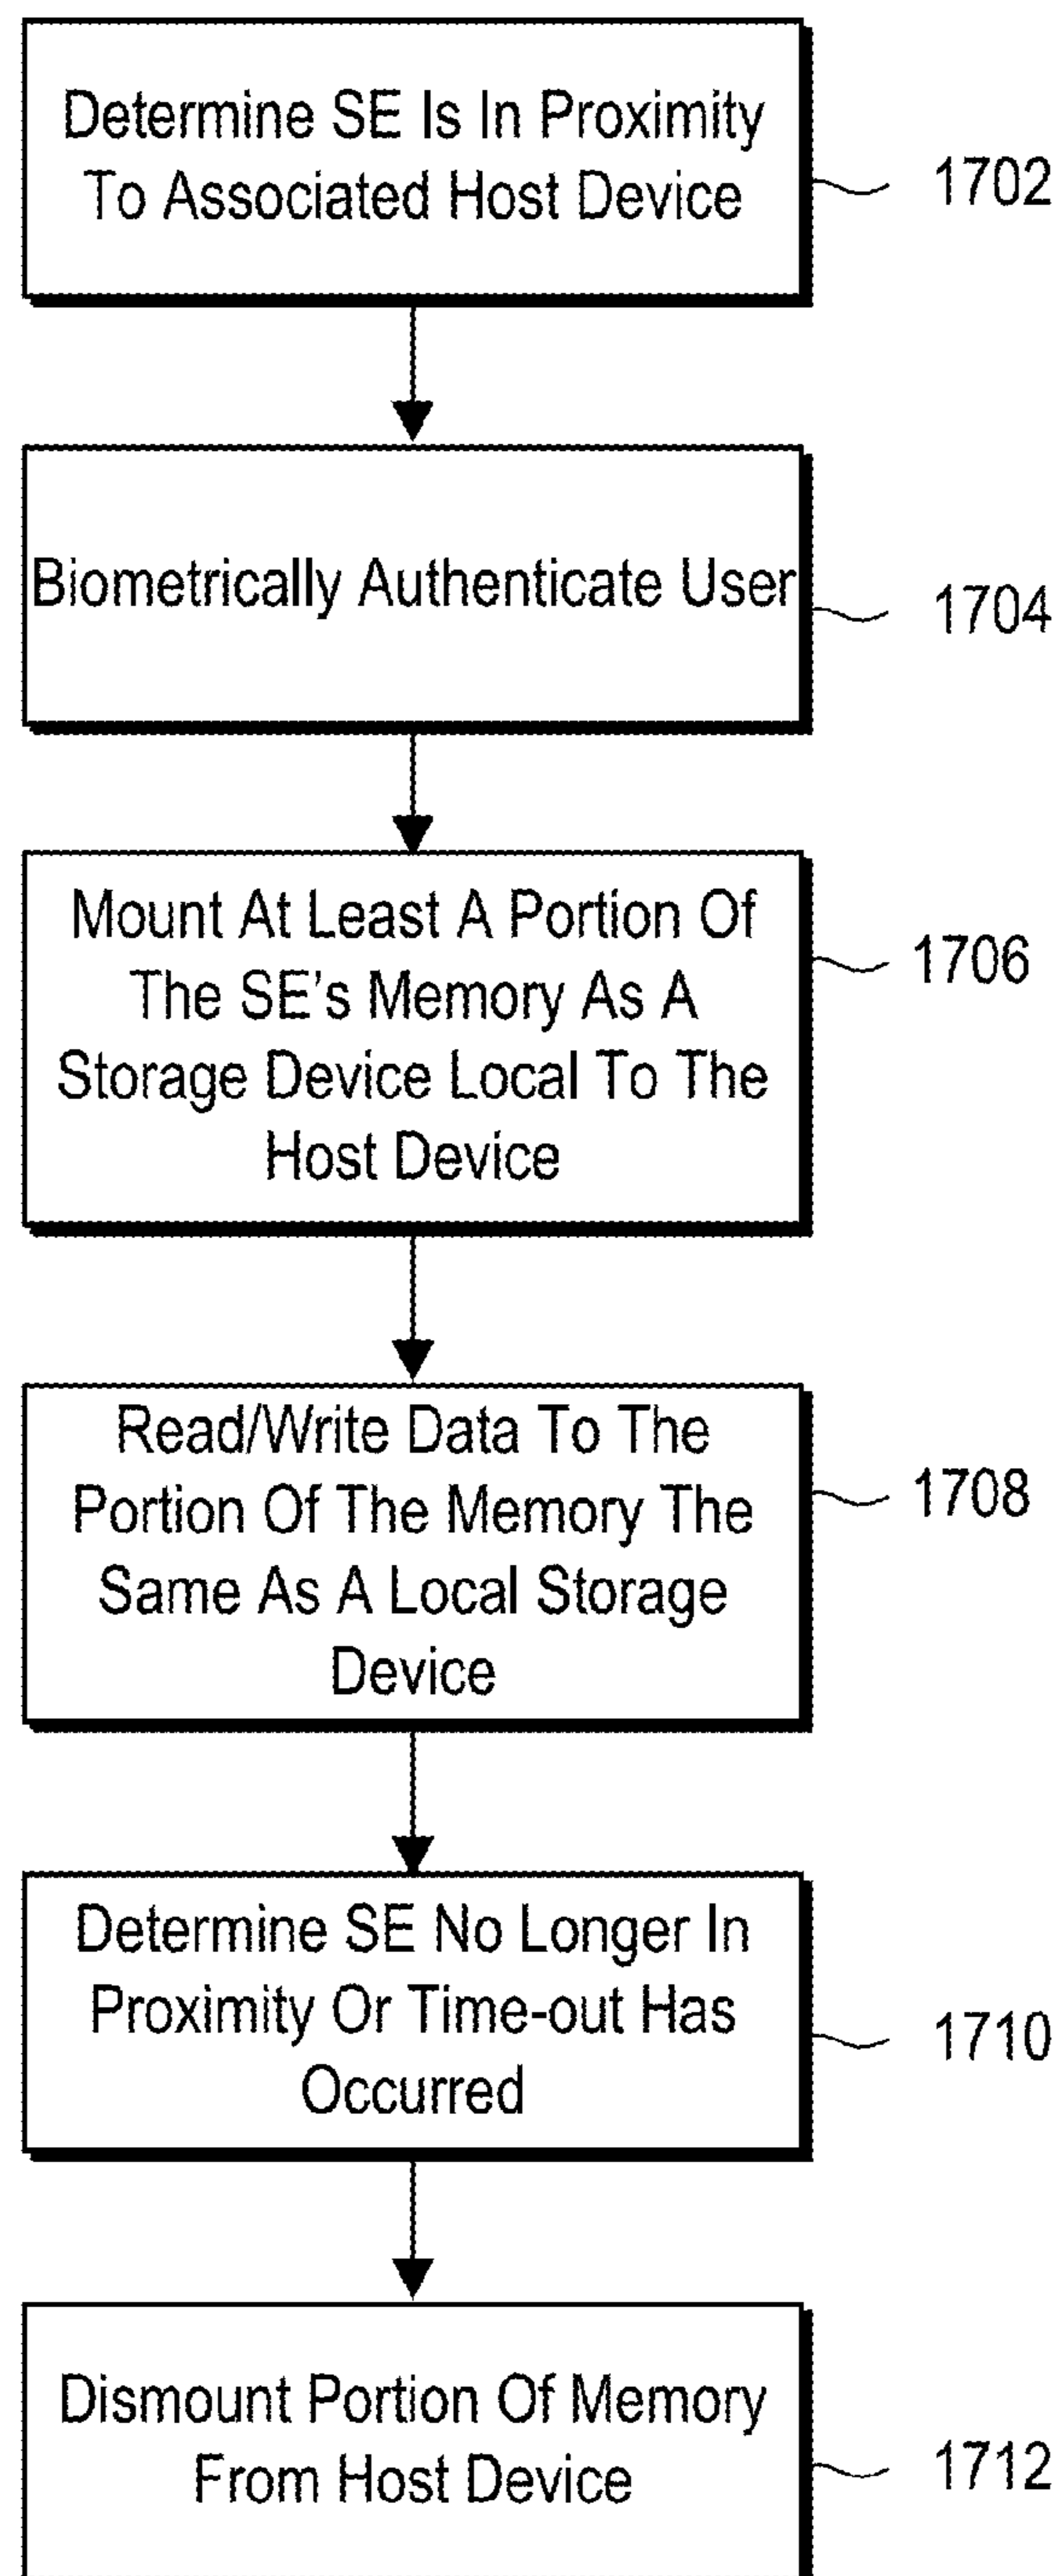 Determine SE Is In Proximity
To Associated Host Device
1702
Biometrically Authenticate User
1704
Mount At Least A Portion Of
The SE's Memory As A
Storage Device Local To The
Host Device
1706
Read/Write Data To The
Portion Of The Memory The
Same As A Local Storage
Device
1708
Determine SE No Longer In
Proximity Or Time-out Has
Occurred
1710
Dismount Portion Of Memory
From Host Device
1712